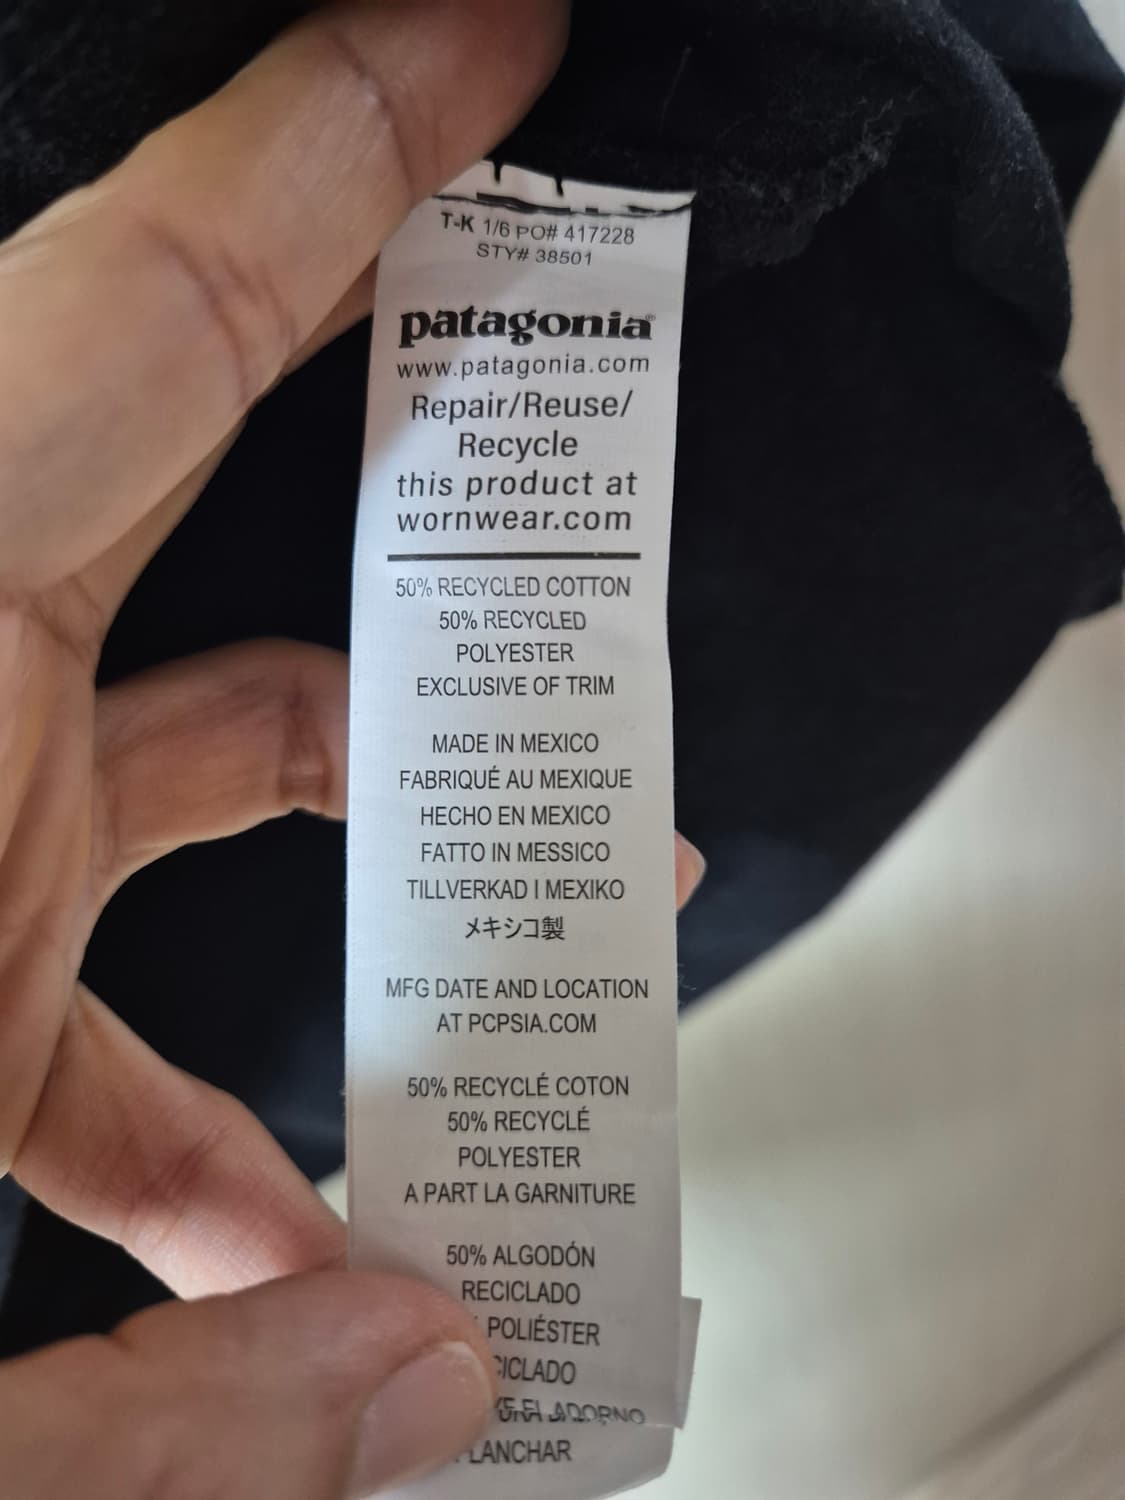 T-K 1/6 PO# 417228
STY# 38501
patagonia®
www.patagonia.com
Repair/Reuse/
Recycle
this product at
wornwear.com
50% RECYCLED COTTON
50% RECYCLED
POLYESTER
EXCLUSIVE OF TRIM
MADE IN MEXICO
FABRIQUÉ AU MEXIQUE
HECHO EN MEXICO
FATTO IN MESSICO
TILLVERKAD I MEXIKO
メキシコ製
MFG DATE AND LOCATION
AT PCPSIA.COM
50% RECYCLÉ COTON
50% RECYCLÉ
POLYESTER
A PART LA GARNITURE
50% ALGODÓN
RECICLADO
POLIÉSTER
CICLADO
ADORNO
LANCHAR